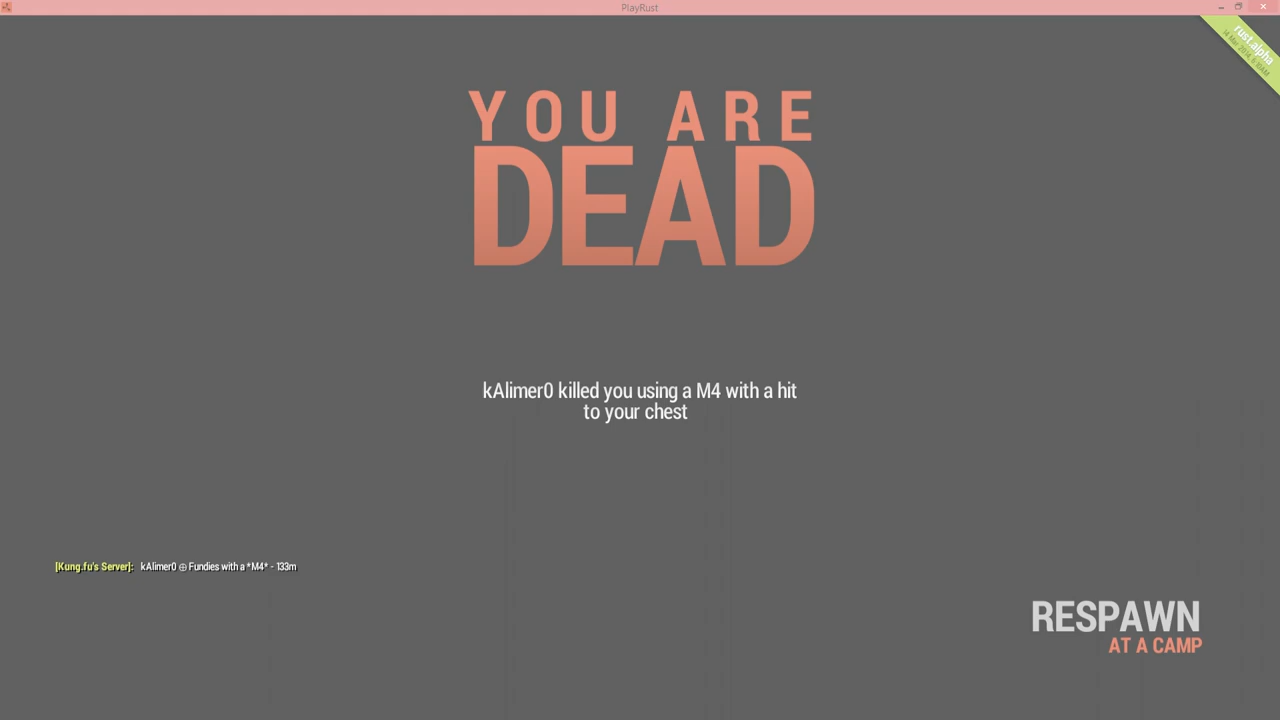 PlayRust
rust.alpha
YOU ARE
DEAD
kAlimer0 killed you using a M4 with a hit
to your chest
[Kung.fu's Server]: kAlimer0 ⊕ Fundies with a *M4* - 133m
RESPAWN
AT A CAMP